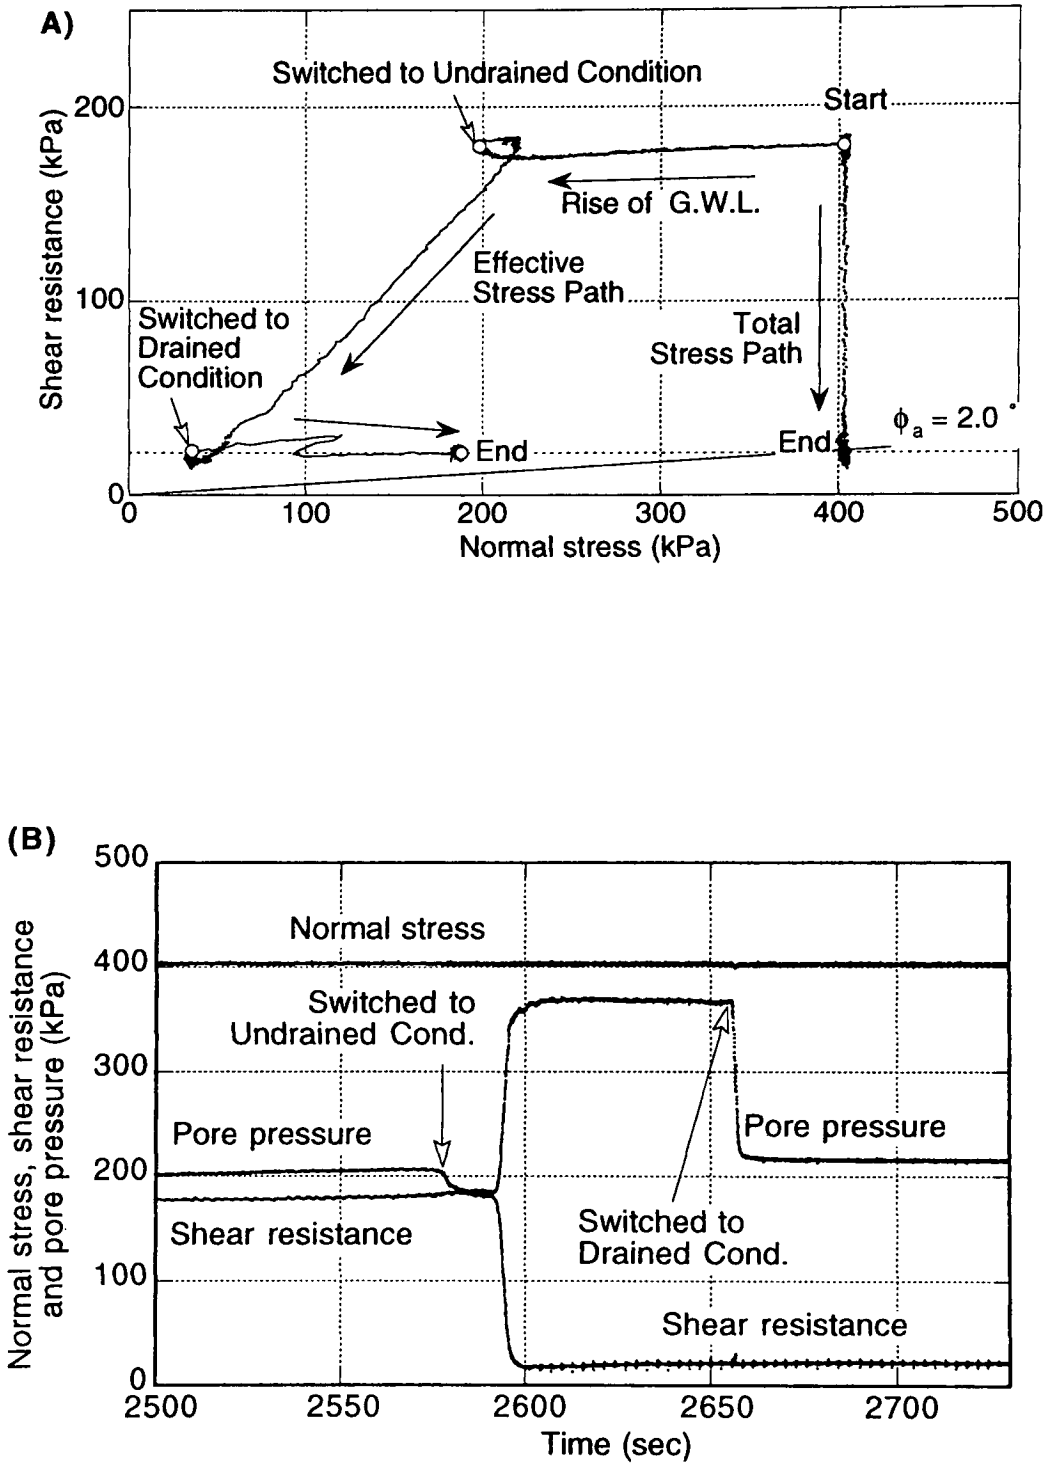 A)
Switched to Undrained Condition
Start
Shear resistance (kPa)
200
100
0
Rise of G.W.L.
Effective
Stress Path
Switched to
Drained
Condition
Total
Stress Path
End
End
ϕa = 2.0 °
0 100 200 300 400 500
Normal stress (kPa)
(B)
Normal stress, shear resistance
and pore pressure (kPa)
500
400
300
200
100
0
Normal stress
Switched to
Undrained Cond.
Pore pressure
Pore pressure
Shear resistance
Switched to
Drained Cond.
Shear resistance
2500 2550 2600 2650 2700
Time (sec)